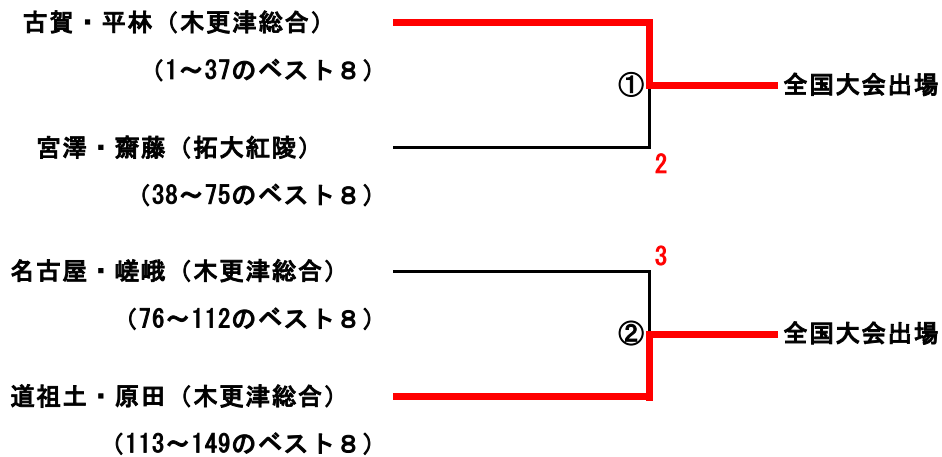 古賀・平林（木更津総合）
（1～37のベスト８）
①
全国大会出場
宮澤・齋藤（拓大紅陵）
2
（38～75のベスト８）
3
名古屋・嵯峨（木更津総合）
（76～112のベスト８）
②
全国大会出場
道祖土・原田（木更津総合）
（113～149のベスト８）